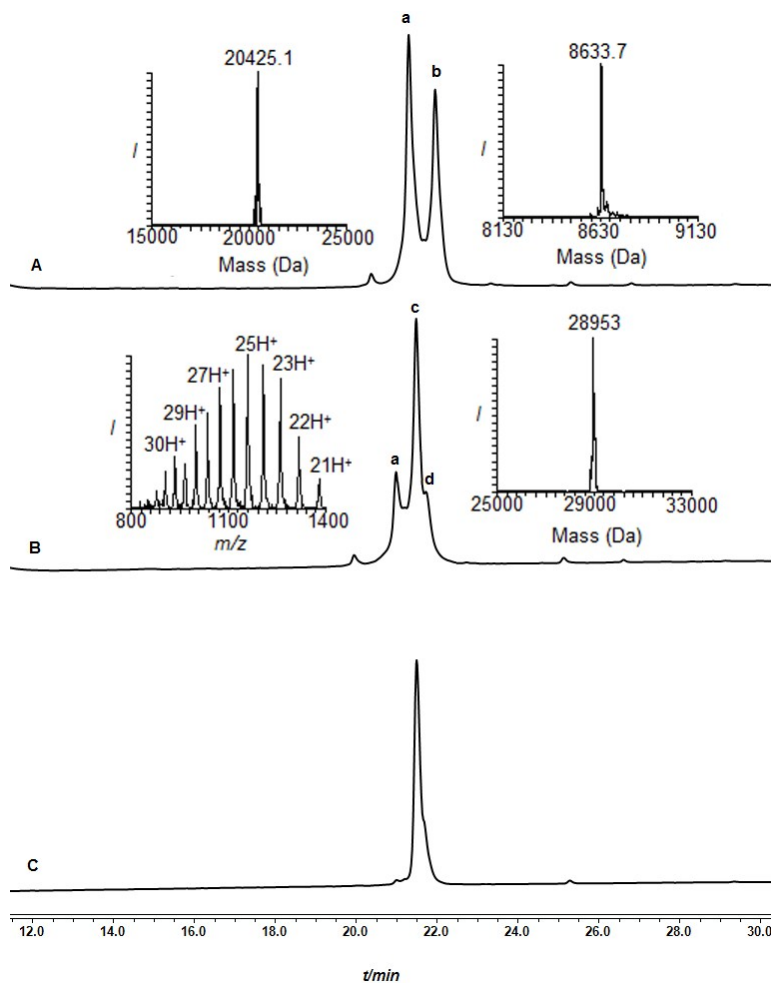 a
20425.1
8633.7
b
I
I
15000 20000 25000
8130 8630 9130
Mass (Da)
Mass (Da)
A
c
28953
25H⁺
27H⁺
23H⁺
29H⁺
22H⁺
30H⁺
21H⁺
I
a
d
800 1100 1400
25000 29000 33000
m/z
Mass (Da)
B
C
12.0 14.0 16.0 18.0 20.0 22.0 24.0 26.0 28.0 30.0
t/min